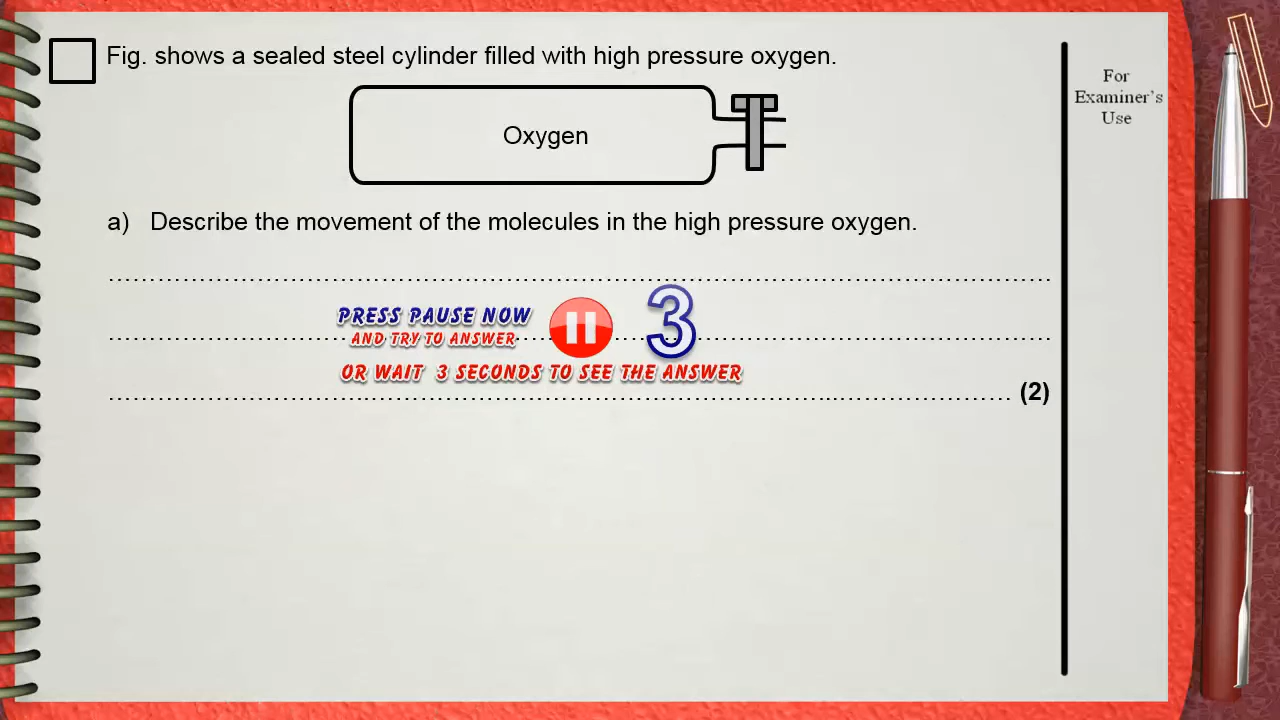 Fig. shows a sealed steel cylinder filled with high pressure oxygen.
For
Examiner's
Use
Oxygen
a) Describe the movement of the molecules in the high pressure oxygen.
PRESS PAUSE NOW
AND TRY TO ANSWER
3
OR WAIT 3 SECONDS TO SEE THE ANSWER
(2)